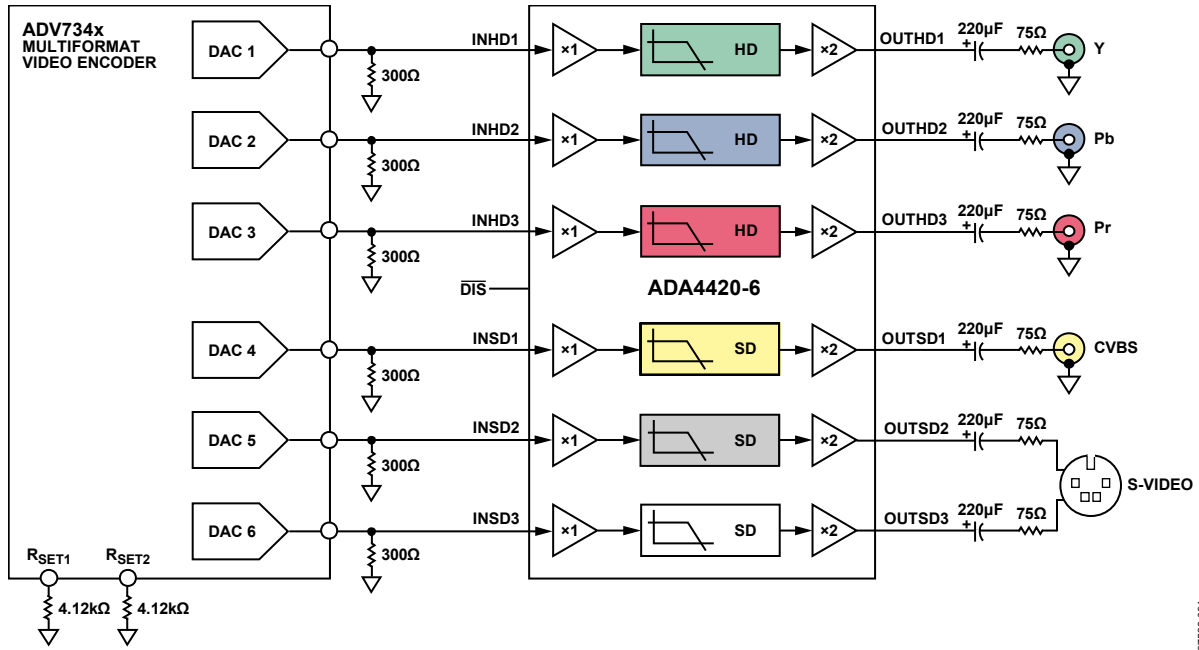 ADV734x
MULTIFORMAT
VIDEO ENCODER
DAC 1
INHD1
300Ω
×1
HD
×2
OUTHD1
220µF
+
75Ω
Y
DAC 2
INHD2
300Ω
×1
HD
×2
OUTHD2
220µF
+
75Ω
Pb
DAC 3
INHD3
300Ω
×1
HD
×2
OUTHD3
220µF
+
75Ω
Pr
DIS
ADA4420-6
DAC 4
INSD1
300Ω
×1
SD
×2
OUTSD1
220µF
+
75Ω
CVBS
DAC 5
INSD2
300Ω
×1
SD
×2
OUTSD2
220µF
+
75Ω
S-VIDEO
DAC 6
INSD3
300Ω
×1
SD
×2
OUTSD3
220µF
+
75Ω
RSET1
RSET2
4.12kΩ
4.12kΩ